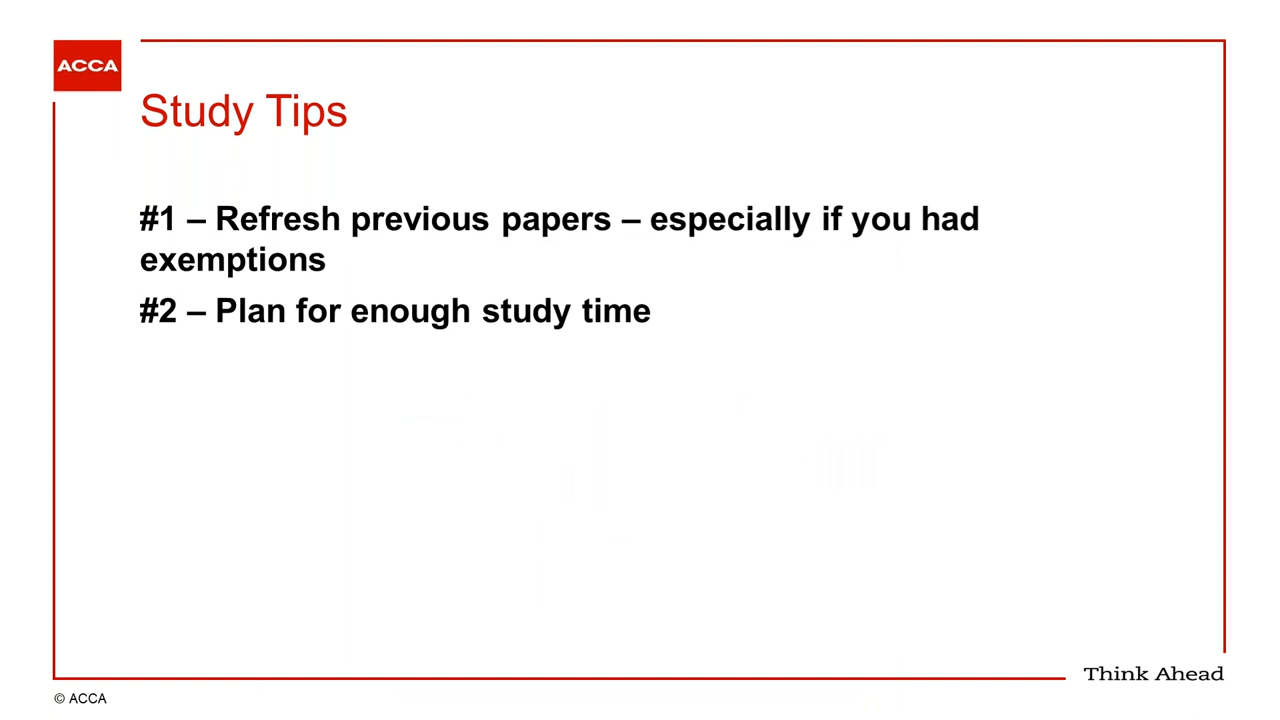 ACCA
Study Tips
#1 – Refresh previous papers – especially if you had
exemptions
#2 – Plan for enough study time
Think Ahead
© ACCA